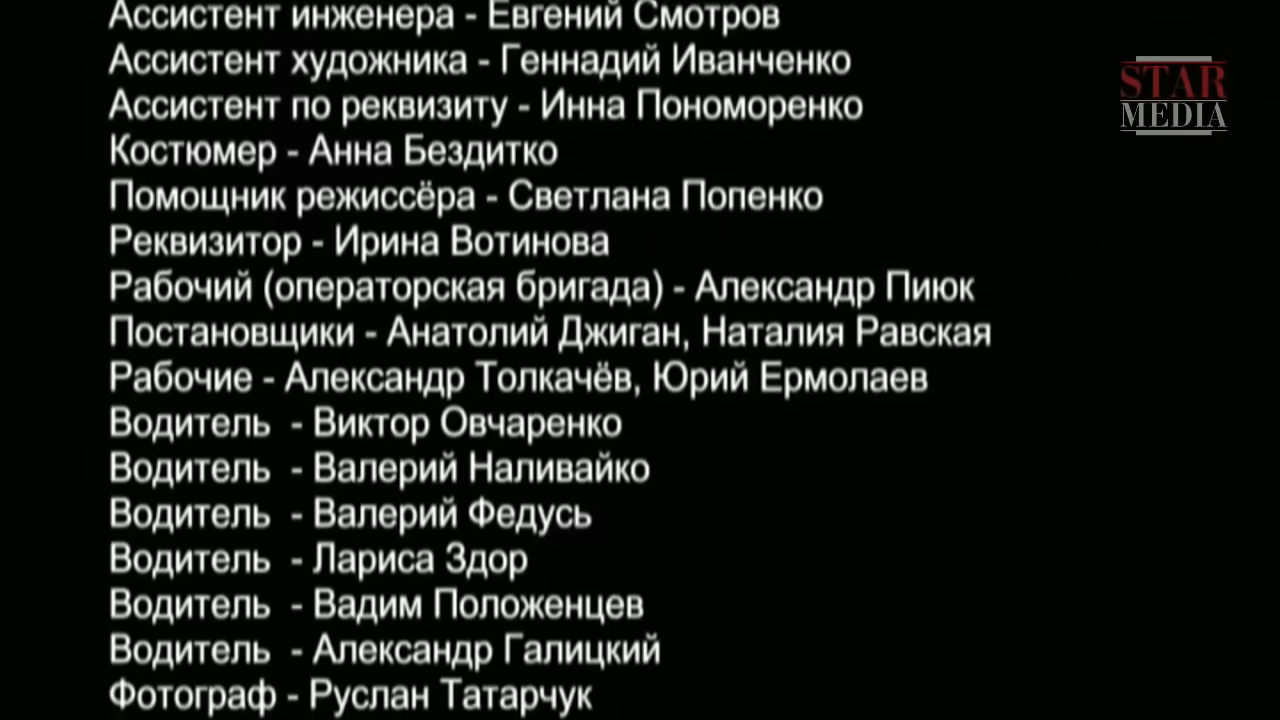 Ассистент инженера - Евгений Смотров
Ассистент художника - Геннадий Иванченко
Ассистент по реквизиту - Инна Пономоренко
Костюмер - Анна Бездитко
Помощник режиссёра - Светлана Попенко
Реквизитор - Ирина Вотинова
Рабочий (операторская бригада) - Александр Пиюк
Постановщики - Анатолий Джиган, Наталия Равская
Рабочие - Александр Толкачёв, Юрий Ермолаев
Водитель - Виктор Овчаренко
Водитель - Валерий Наливайко
Водитель - Валерий Федусь
Водитель - Лариса Здор
Водитель - Вадим Положенцев
Водитель - Александр Галицкий
Фотограф - Руслан Татарчук
STAR
MEDIA